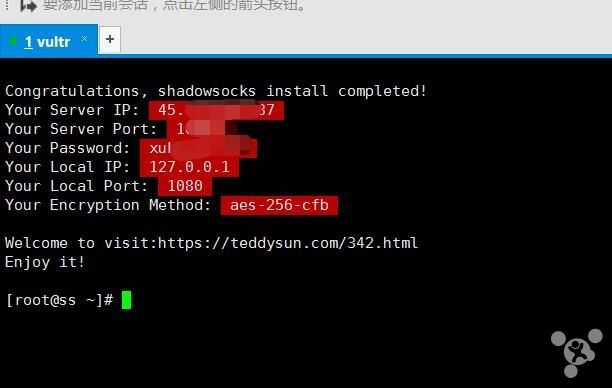 要添加当前会话，点击左侧的箭头按钮。
1 vultr × +
Congratulations, shadowsocks install completed!
Your Server IP: 45. 37
Your Server Port: 1
Your Password: xu
Your Local IP: 127.0.0.1
Your Local Port: 1080
Your Encryption Method: aes-256-cfb
Welcome to visit:https://teddysun.com/342.html
Enjoy it!
[root@ss ~]#